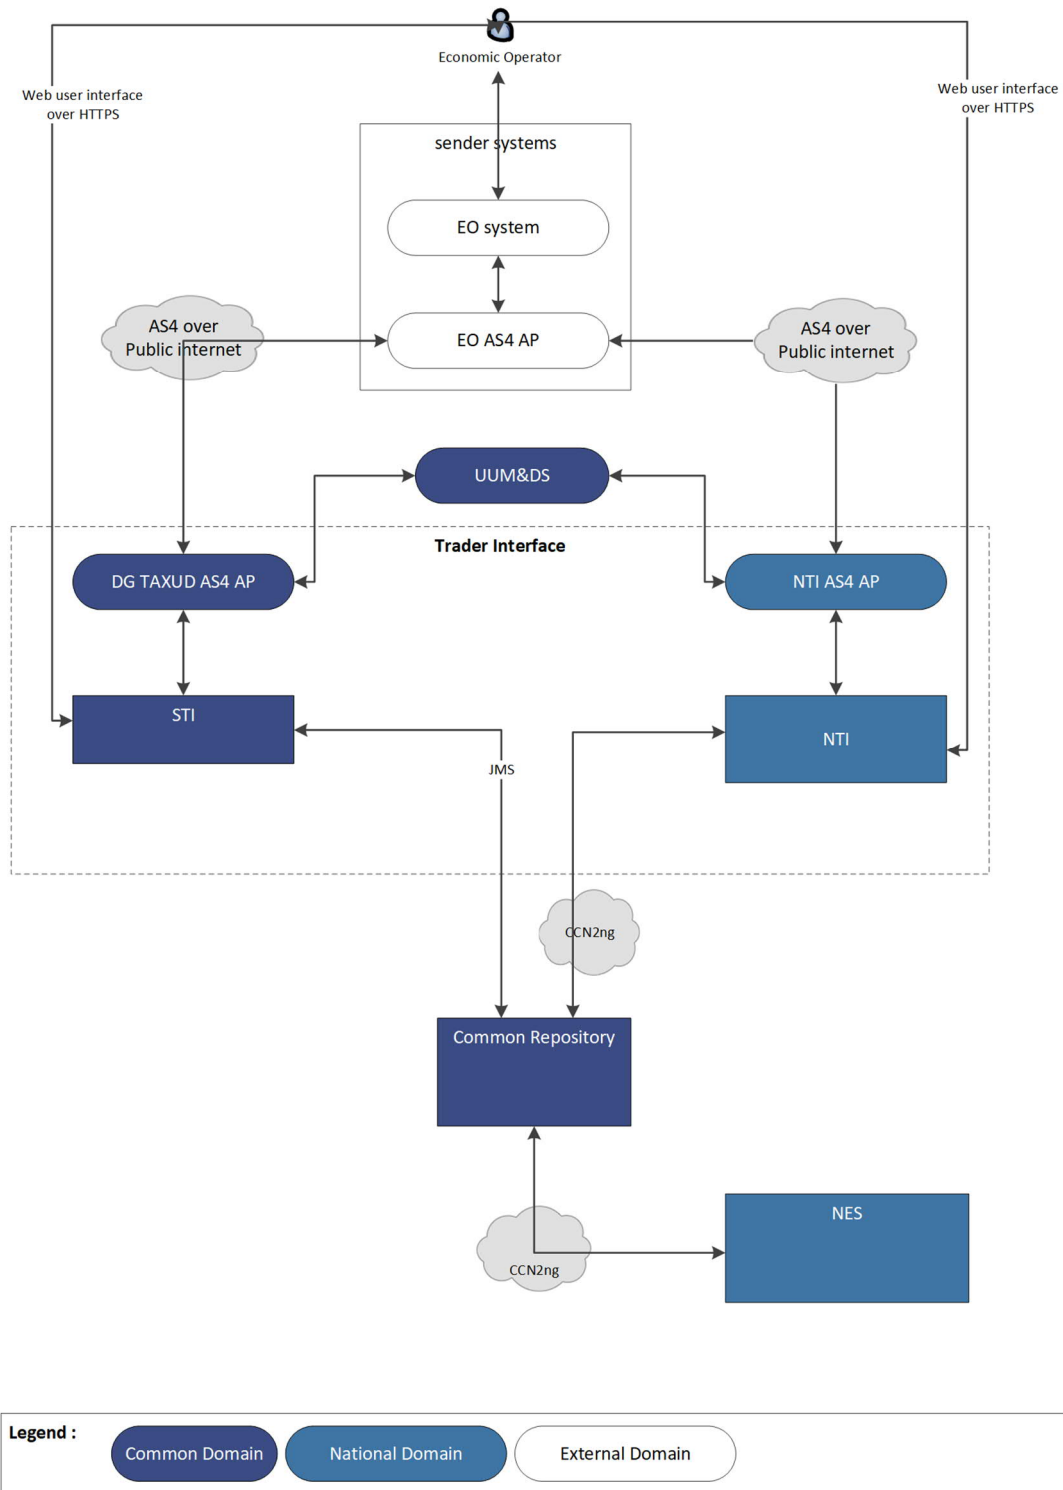 Economic Operator
Web user interface
over HTTPS
Web user interface
over HTTPS
sender systems
EO system
AS4 over
Public internet
EO AS4 AP
AS4 over
Public internet
UUM&DS
Trader Interface
DG TAXUD AS4 AP
NTI AS4 AP
STI
NTI
JMS
CCN2ng
Common Repository
NES
CCN2ng
Legend :
Common Domain
National Domain
External Domain